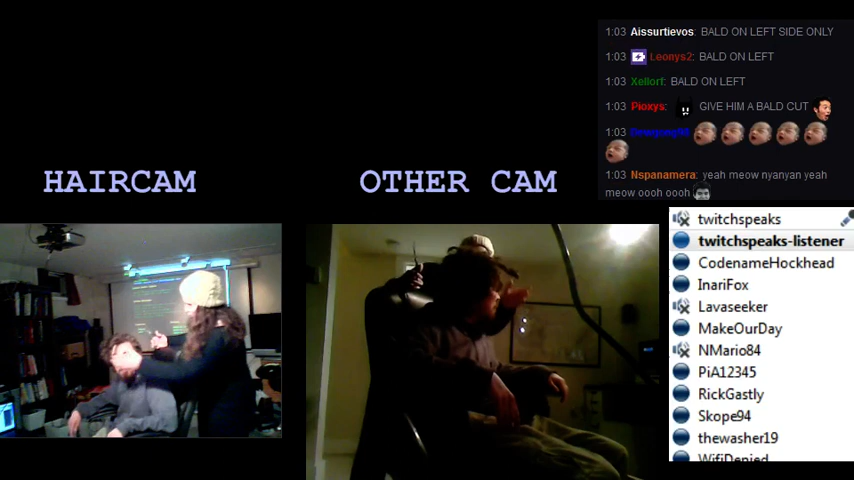 HAIRCAM
OTHER CAM
1:03 Aissurtievos: BALD ON LEFT SIDE ONLY
1:03 Leonys2: BALD ON LEFT
1:03 Xellorf: BALD ON LEFT
1:03 Pioxys: GIVE HIM A BALD CUT
1:03
1:03 Nspanamera: yeah meow nyanyan yeah
meow oooh oooh
twitchspeaks
twitchspeaks-listener
CodenameHockhead
InariFox
Lavaseeker
MakeOurDay
NMario84
PiA12345
RickGastly
Skope94
thewasher19
WifiDenied